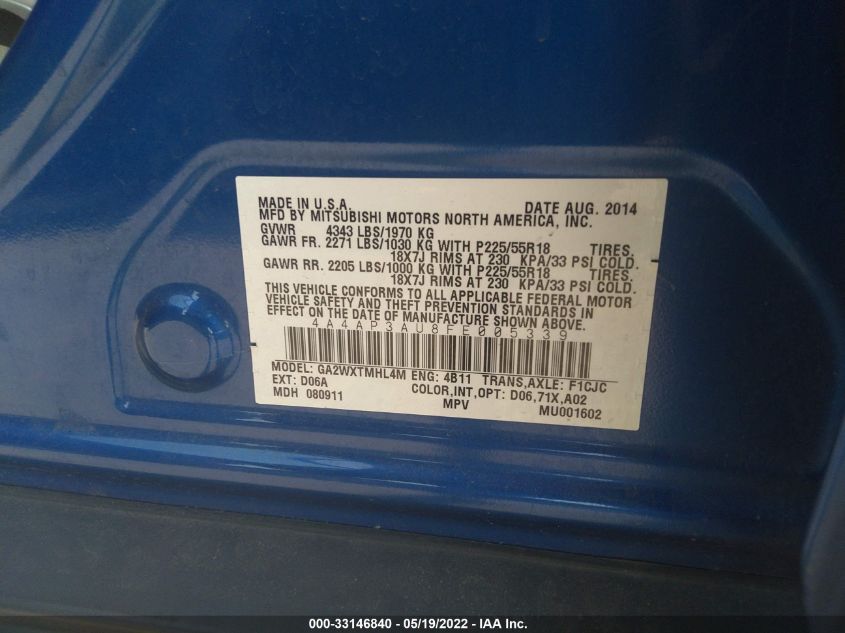 MADE IN U.S.A. DATE AUG. 2014
MFD BY MITSUBISHI MOTORS NORTH AMERICA, INC.
GVWR 4343 LBS/1970 KG
GAWR FR. 2271 LBS/1030 KG WITH P225/55R18 TIRES.
18X7J RIMS AT 230 KPA/33 PSI COLD.
GAWR RR. 2205 LBS/1000 KG WITH P225/55R18 TIRES.
18X7J RIMS AT 230 KPA/33 PSI COLD.
THIS VEHICLE CONFORMS TO ALL APPLICABLE FEDERAL MOTOR
VEHICLE SAFETY AND THEFT PREVENTION STANDARDS IN
EFFECT ON THE DATE OF MANUFACTURE SHOWN ABOVE.
4A4AP3AU8FE005339
MODEL: GA2WXTMHL4M ENG: 4B11 TRANS,AXLE: F1CJC
EXT: D06A COLOR,INT,OPT: D06,71X,A02
MDH 080911 MPV MU001602
000-33146840 - 05/19/2022 - IAA Inc.